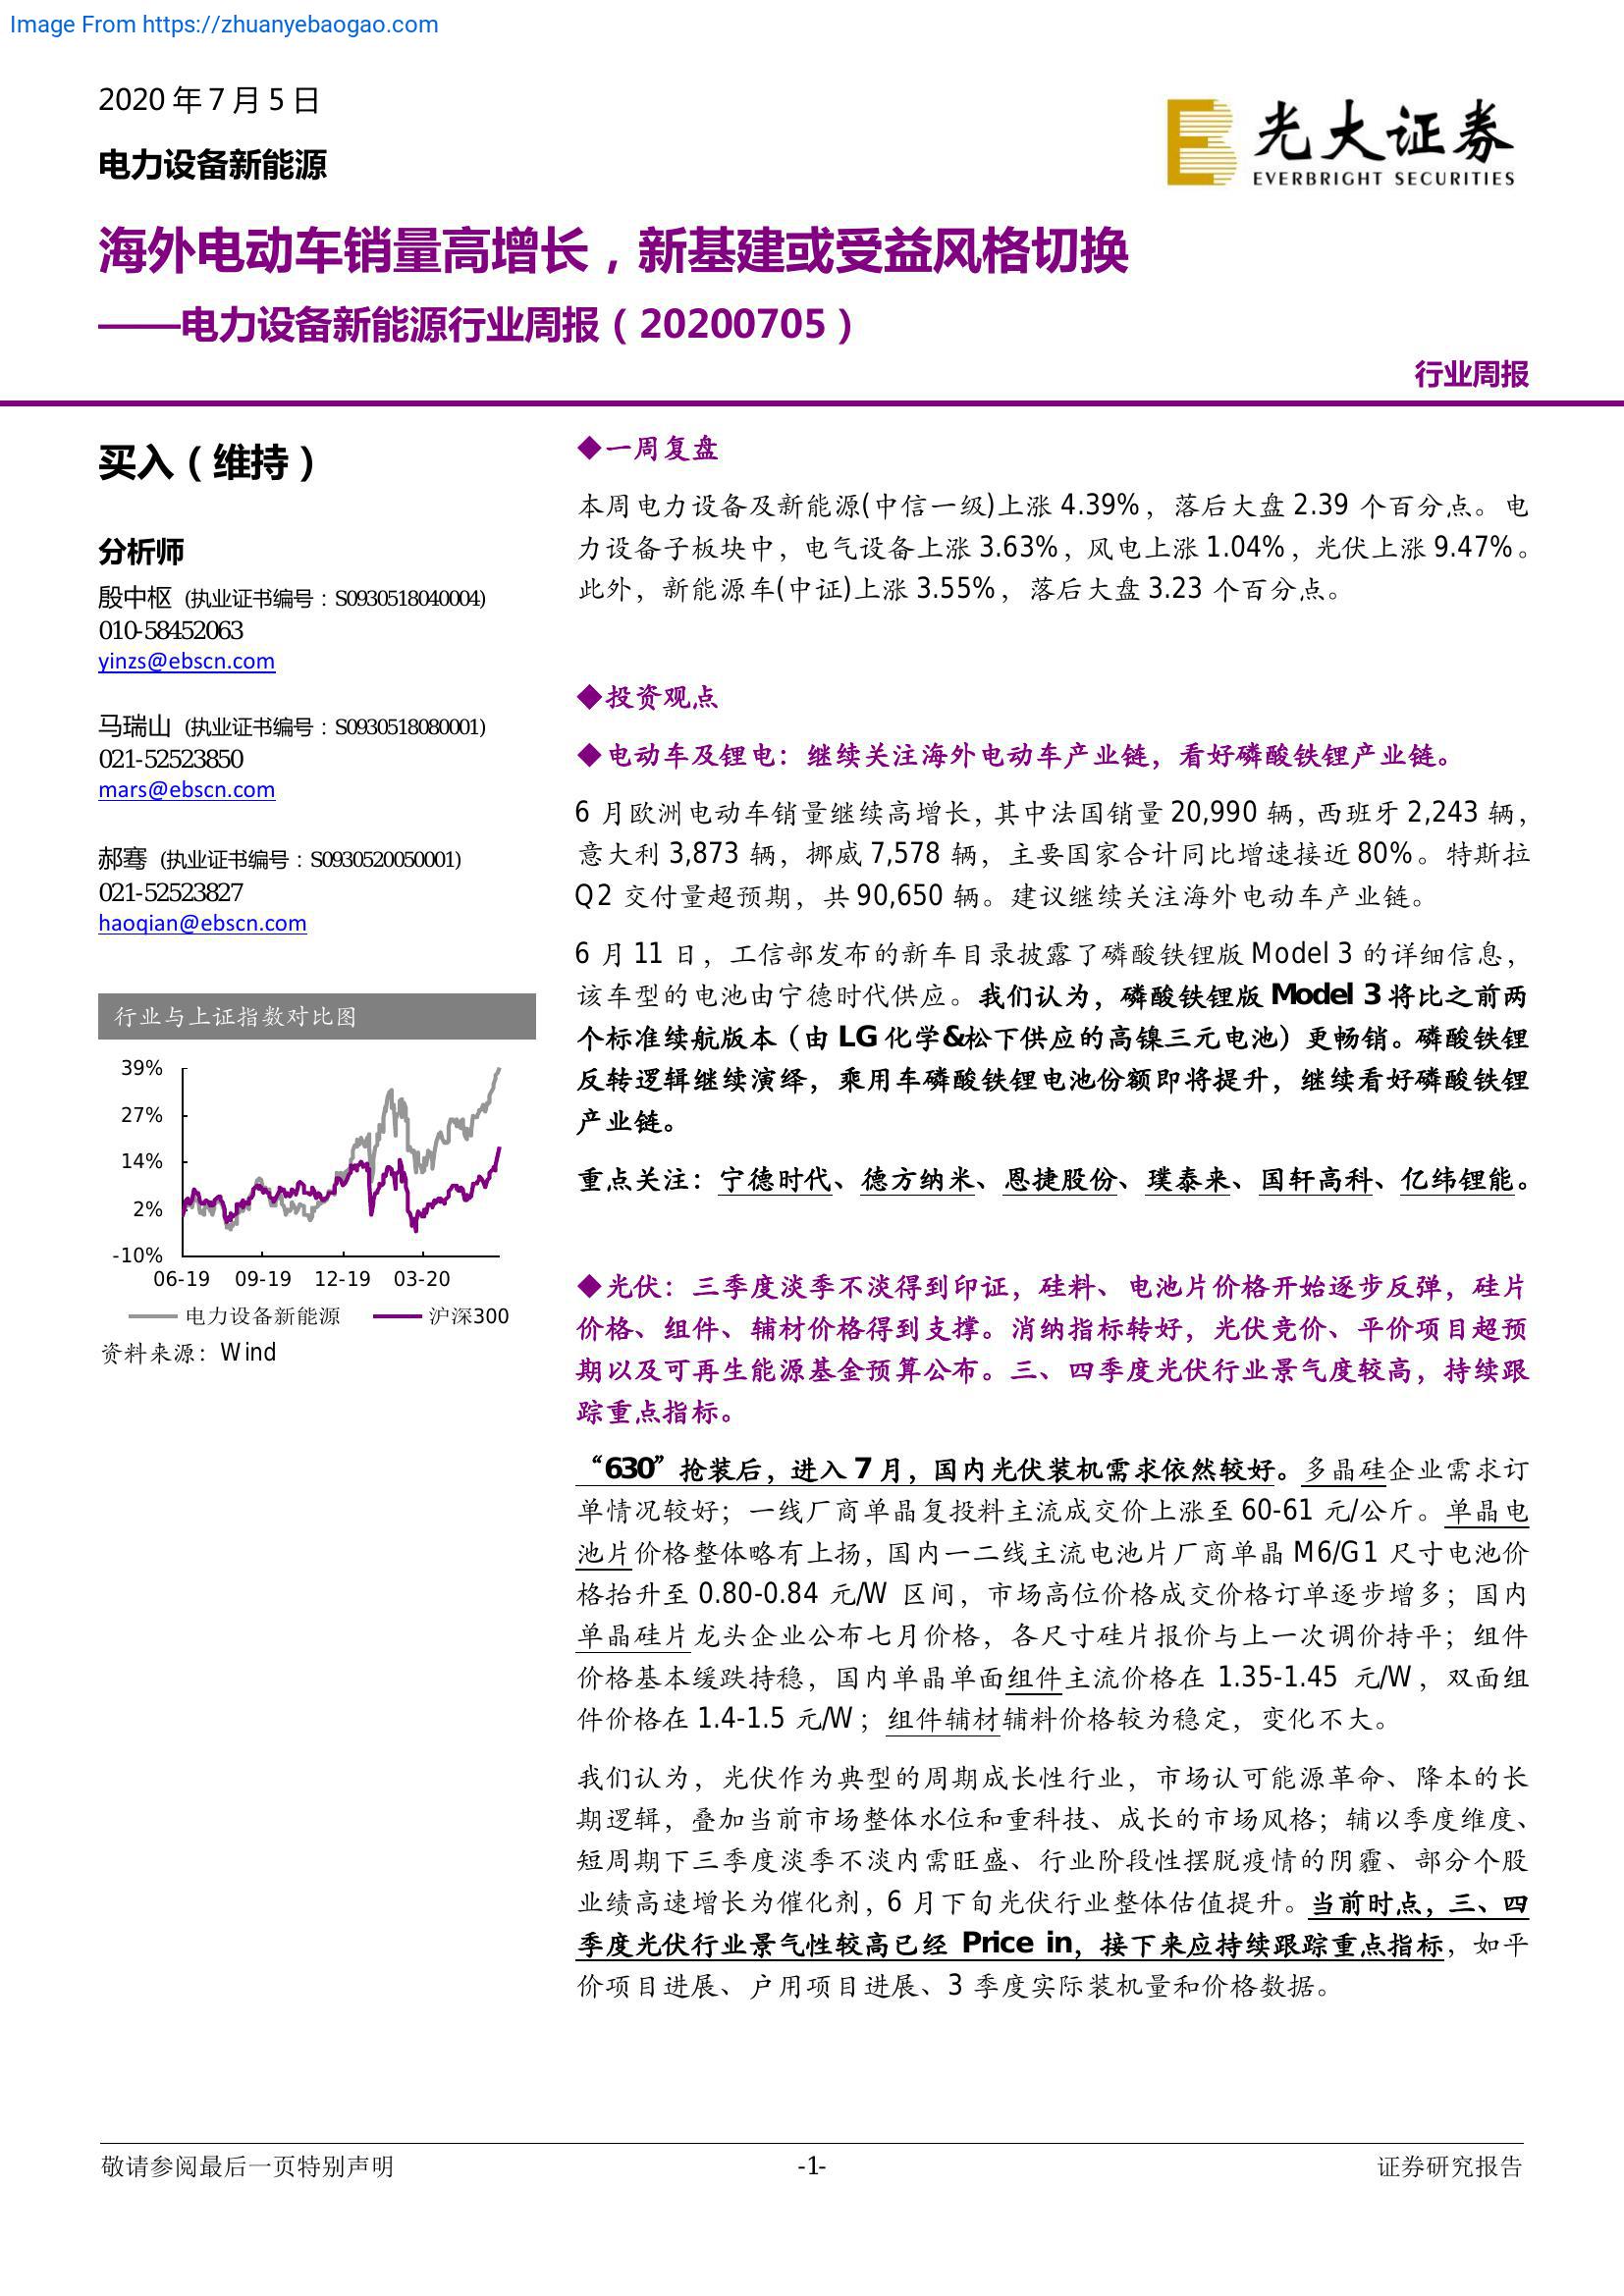 Image From https://zhuanyebaogao.com
2020 年 7 月 5 日
电力设备新能源
光大证券
EVERBRIGHT SECURITIES
海外电动车销量高增长，新基建或受益风格切换
——电力设备新能源行业周报（20200705）
行业周报
买入（维持）
分析师
殷中枢 (执业证书编号：S0930518040004)
010-58452063
yinzs@ebscn.com
马瑞山 (执业证书编号：S0930518080001)
021-52523850
mars@ebscn.com
郝骞 (执业证书编号：S0930520050001)
021-52523827
haoqian@ebscn.com
行业与上证指数对比图
39%
27%
14%
2%
-10%
06-19 09-19 12-19 03-20
电力设备新能源 沪深300
资料来源：Wind
◆一周复盘
本周电力设备及新能源(中信一级)上涨 4.39%，落后大盘 2.39 个百分点。电
力设备子板块中，电气设备上涨 3.63%，风电上涨 1.04%，光伏上涨 9.47%。
此外，新能源车(中证)上涨 3.55%，落后大盘 3.23 个百分点。
◆投资观点
◆电动车及锂电：继续关注海外电动车产业链，看好磷酸铁锂产业链。
6 月欧洲电动车销量继续高增长，其中法国销量 20,990 辆，西班牙 2,243 辆，
意大利 3,873 辆，挪威 7,578 辆，主要国家合计同比增速接近 80%。特斯拉
Q2 交付量超预期，共 90,650 辆。建议继续关注海外电动车产业链。
6 月 11 日，工信部发布的新车目录披露了磷酸铁锂版 Model 3 的详细信息，
该车型的电池由宁德时代供应。我们认为，磷酸铁锂版 Model 3 将比之前两
个标准续航版本（由 LG 化学&松下供应的高镍三元电池）更畅销。磷酸铁锂
反转逻辑继续演绎，乘用车磷酸铁锂电池份额即将提升，继续看好磷酸铁锂
产业链。
重点关注：宁德时代、德方纳米、恩捷股份、璞泰来、国轩高科、亿纬锂能。
◆光伏：三季度淡季不淡得到印证，硅料、电池片价格开始逐步反弹，硅片
价格、组件、辅材价格得到支撑。消纳指标转好，光伏竞价、平价项目超预
期以及可再生能源基金预算公布。三、四季度光伏行业景气度较高，持续跟
踪重点指标。
“630”抢装后，进入 7 月，国内光伏装机需求依然较好。多晶硅企业需求订
单情况较好；一线厂商单晶复投料主流成交价上涨至 60-61 元/公斤。单晶电
池片价格整体略有上扬，国内一二线主流电池片厂商单晶 M6/G1 尺寸电池价
格抬升至 0.80-0.84 元/W 区间，市场高位价格成交价格订单逐步增多；国内
单晶硅片龙头企业公布七月价格，各尺寸硅片报价与上一次调价持平；组件
价格基本缓跌持稳，国内单晶单面组件主流价格在 1.35-1.45 元/W，双面组
件价格在 1.4-1.5 元/W；组件辅材辅料价格较为稳定，变化不大。
我们认为，光伏作为典型的周期成长性行业，市场认可能源革命、降本的长
期逻辑，叠加当前市场整体水位和重科技、成长的市场风格；辅以季度维度、
短周期下三季度淡季不淡内需旺盛、行业阶段性摆脱疫情的阴霾、部分个股
业绩高速增长为催化剂，6 月下旬光伏行业整体估值提升。当前时点，三、四
季度光伏行业景气性较高已经 Price in，接下来应持续跟踪重点指标，如平
价项目进展、户用项目进展、3 季度实际装机量和价格数据。
敬请参阅最后一页特别声明
-1-
证券研究报告